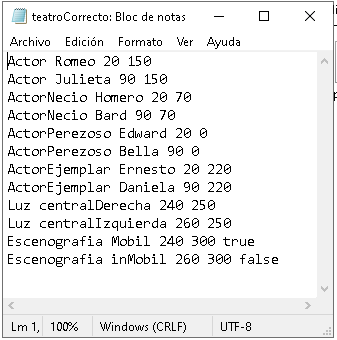 teatroCorrecto: Bloc de notas
Archivo Edición Formato Ver Ayuda
Actor Romeo 20 150
Actor Julieta 90 150
ActorNecio Homero 20 70
ActorNecio Bard 90 70
ActorPerezoso Edward 20 0
ActorPerezoso Bella 90 0
ActorEjemplar Ernesto 20 220
ActorEjemplar Daniela 90 220
Luz centralDerecha 240 250
Luz centralIzquierda 260 250
Escenografia Mobil 240 300 true
Escenografia inMobil 260 300 false
Lm 1, 100% Windows (CRLF) UTF-8